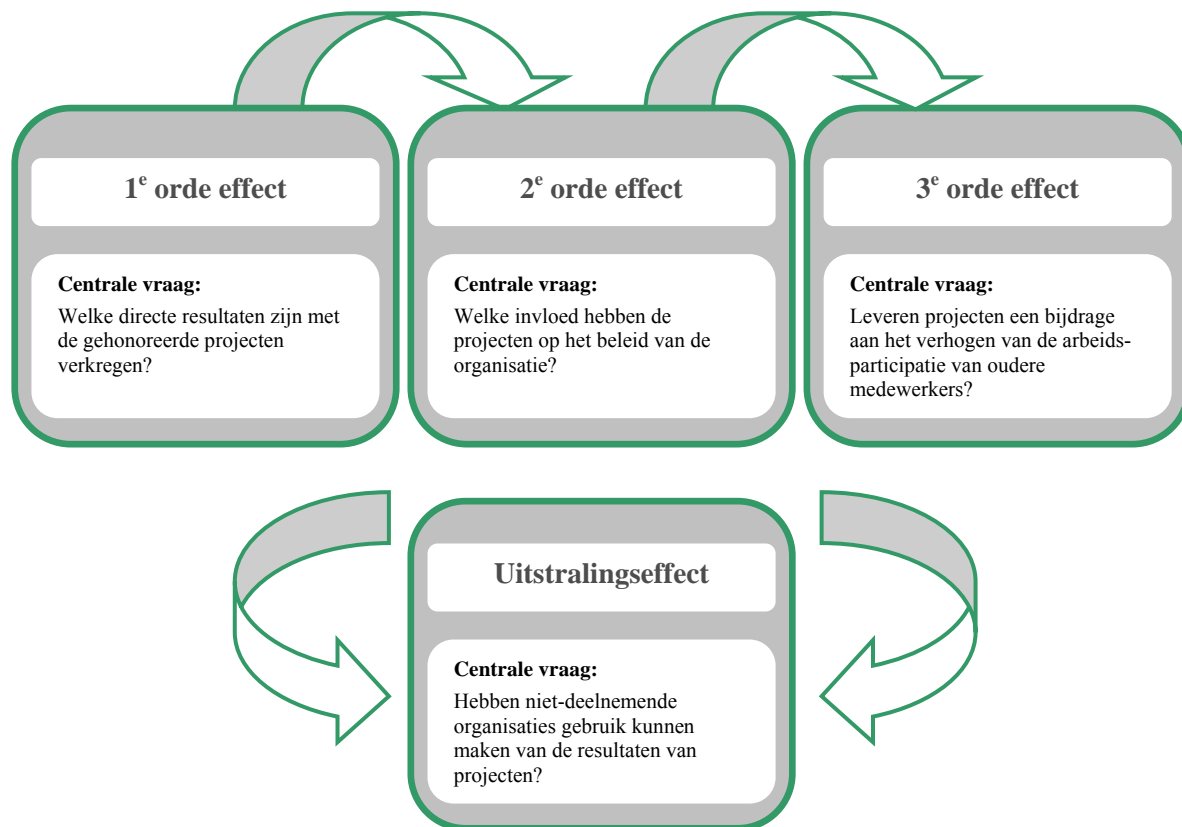 1e orde effect
Centrale vraag:
Welke directe resultaten zijn met
de gehonoreerde projecten
verkregen?
2e orde effect
Centrale vraag:
Welke invloed hebben de
projecten op het beleid van de
organisatie?
3e orde effect
Centrale vraag:
Leveren projecten een bijdrage
aan het verhogen van de arbeids-
participatie van oudere
medewerkers?
Uitstralingseffect
Centrale vraag:
Hebben niet-deelnemende
organisaties gebruik kunnen
maken van de resultaten van
projecten?